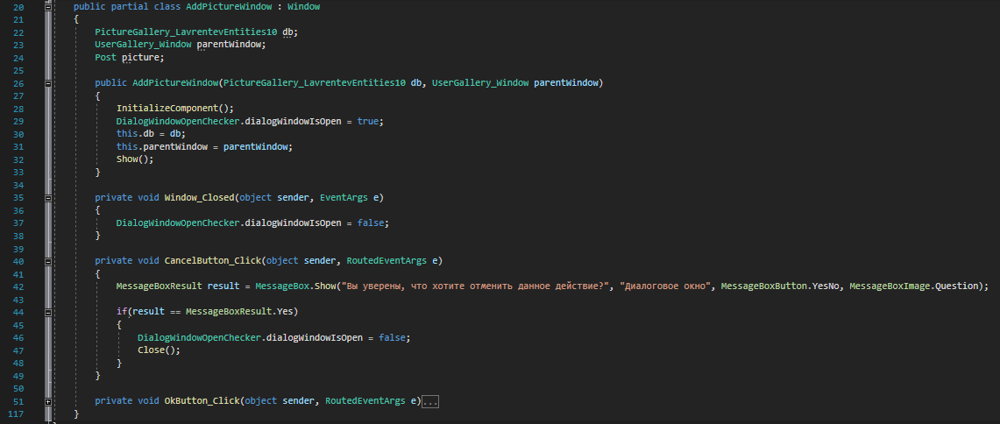 20 public partial class AddPictureWindow : Window
21 {
22 PictureGallery_LavrentevEntities10 db;
23 UserGallery_Window parentWindow;
24 Post picture;
25
26 public AddPictureWindow(PictureGallery_LavrentevEntities10 db, UserGallery_Window parentWindow)
27 {
28 InitializeComponent();
29 DialogWindowOpenChecker.dialogWindowIsOpen = true;
30 this.db = db;
31 this.parentWindow = parentWindow;
32 Show();
33 }
34
35 private void Window_Closed(object sender, EventArgs e)
36 {
37 DialogWindowOpenChecker.dialogWindowIsOpen = false;
38 }
39
40 private void CancelButton_Click(object sender, RoutedEventArgs e)
41 {
42 MessageBoxResult result = MessageBox.Show("Вы уверены, что хотите отменить данное действие?", "Диалоговое окно", MessageBoxButton.YesNo, MessageBoxImage.Question);
43
44 if(result == MessageBoxResult.Yes)
45 {
46 DialogWindowOpenChecker.dialogWindowIsOpen = false;
47 Close();
48 }
49 }
50
51 private void OkButton_Click(object sender, RoutedEventArgs e)...
117 }